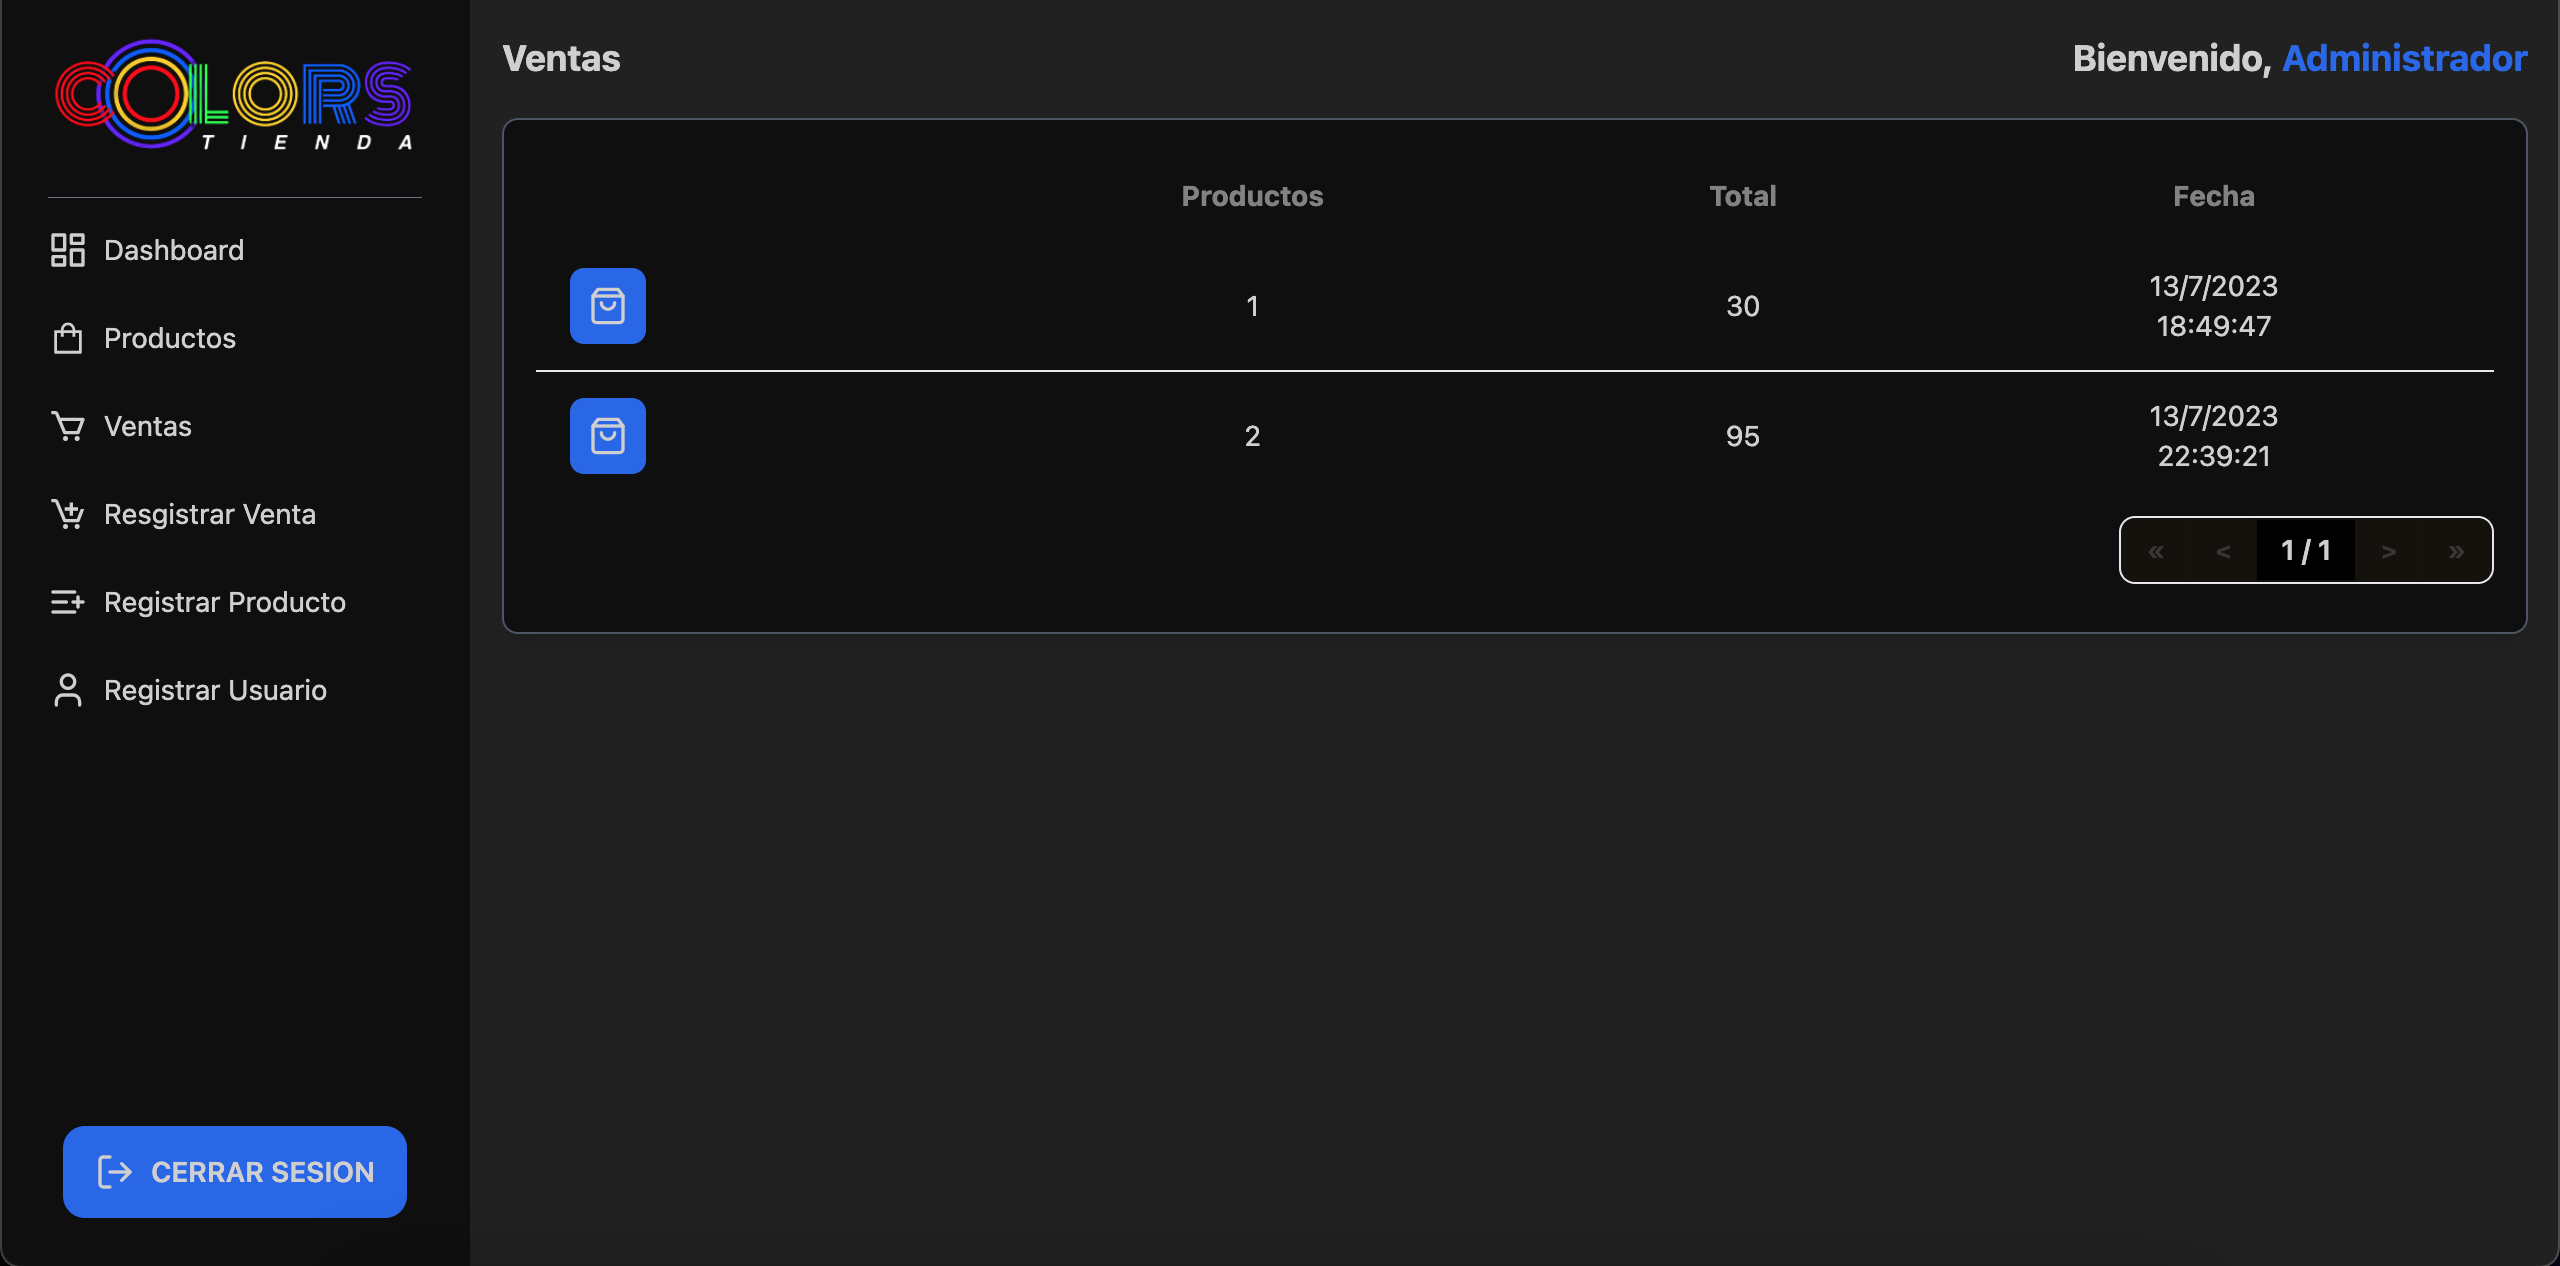 COLORS
TIENDA
Dashboard
Productos
Ventas
Resgistrar Venta
Registrar Producto
Registrar Usuario
CERRAR SESION
Ventas
Bienvenido, Administrador
Productos Total Fecha
1 30 13/7/2023
18:49:47
2 95 13/7/2023
22:39:21
« < 1 / 1 > »